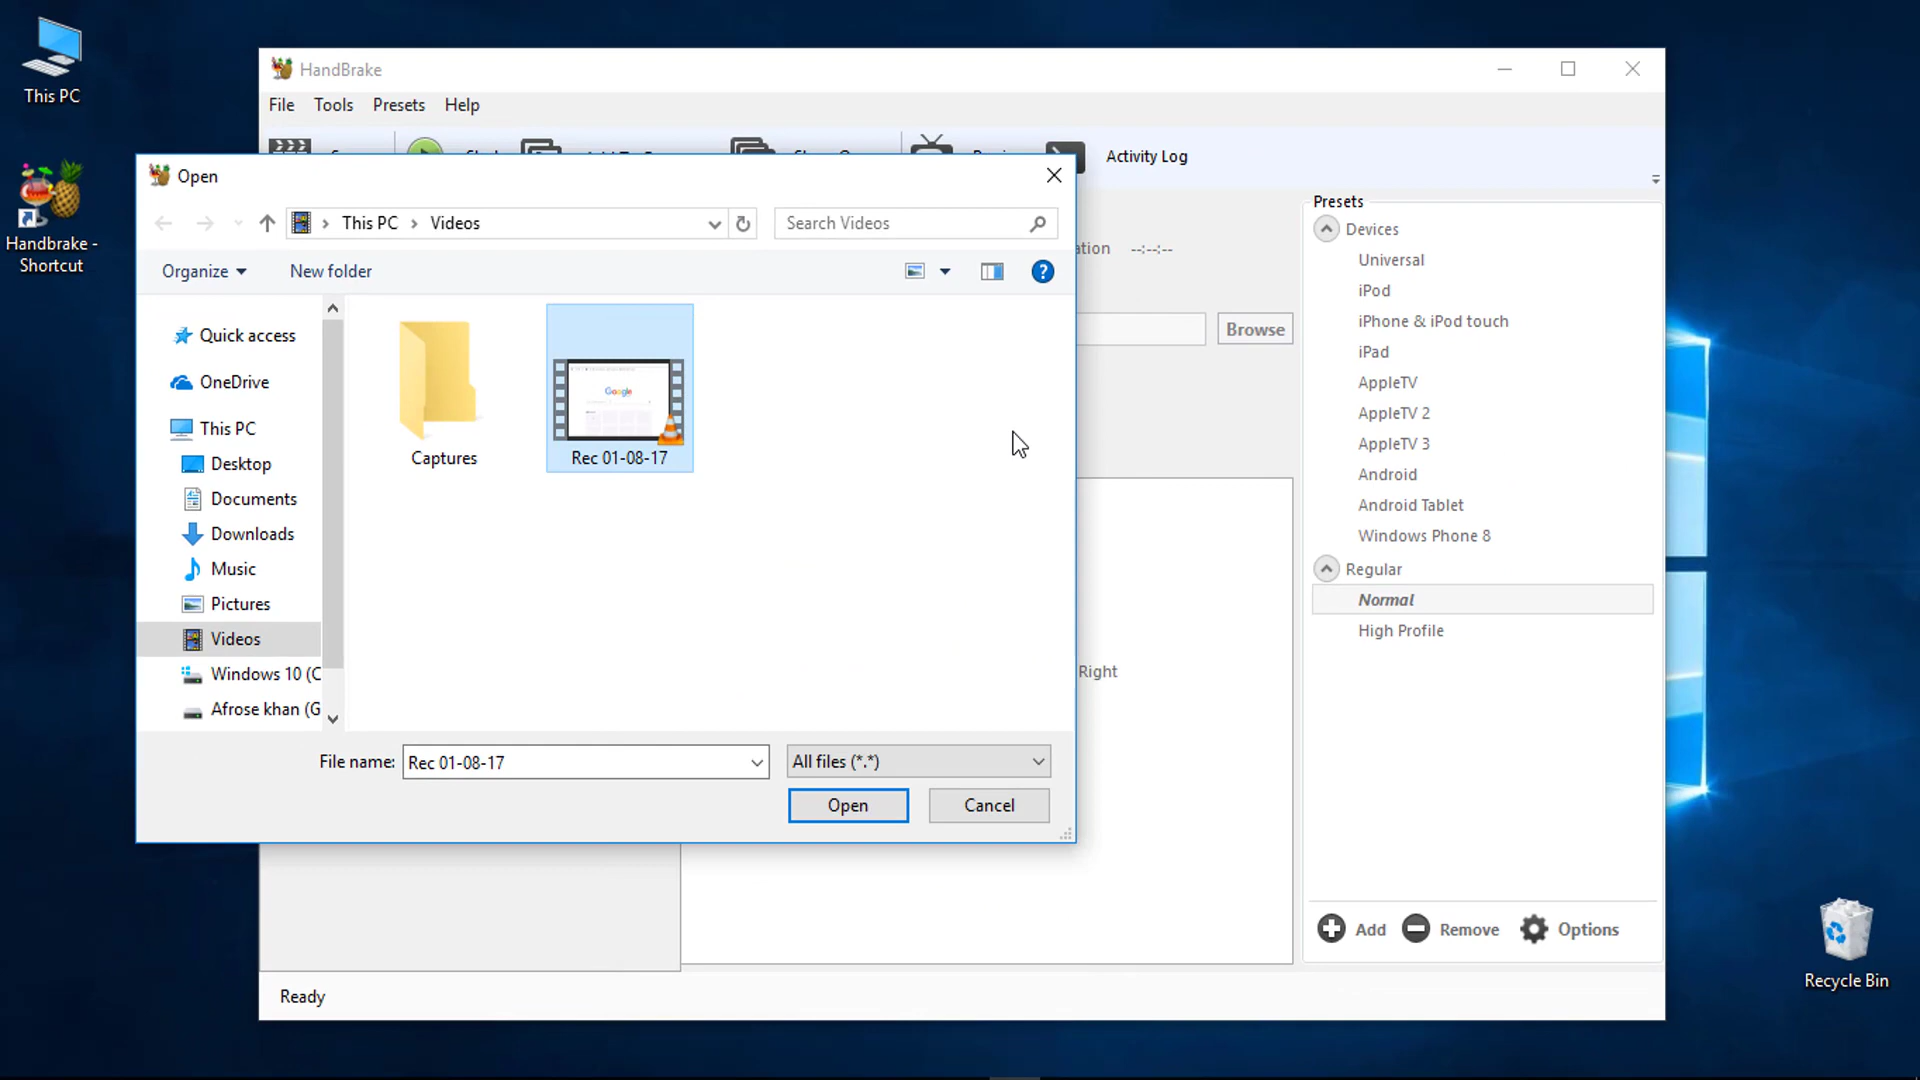 This PC
Handbrake -
Shortcut
HandBrake
File Tools Presets Help
Activity Log
Open
This PC Videos
Search Videos
Organize New folder
Quick access
OneDrive
This PC
Desktop
Documents
Downloads
Music
Pictures
Videos
Windows 10 (C
Afrose khan (G
Captures
Google
Rec 01-08-17
File name: Rec 01-08-17
All files (*.*)
Open Cancel
ation --:--:--
Browse
Right
Presets
Devices
Universal
iPod
iPhone & iPod touch
iPad
AppleTV
AppleTV 2
AppleTV 3
Android
Android Tablet
Windows Phone 8
Regular
Normal
High Profile
Add Remove Options
Ready
Recycle Bin